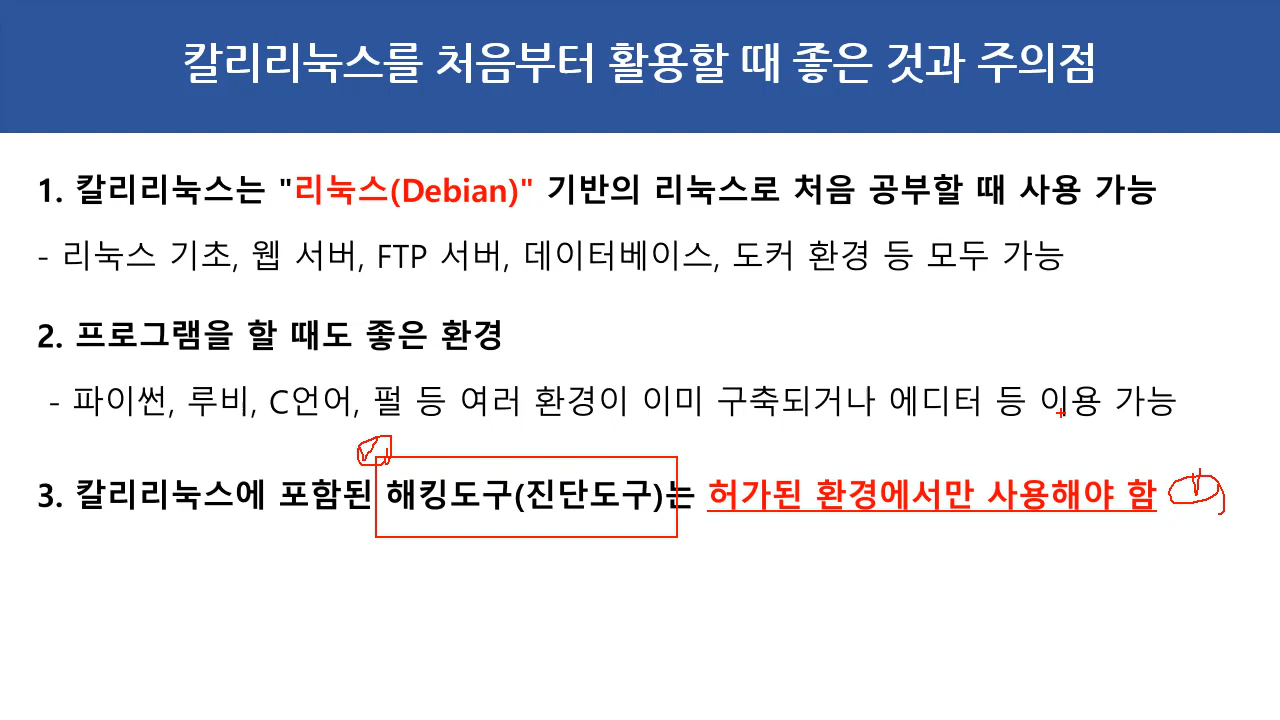 칼리리눅스를 처음부터 활용할 때 좋은 것과 주의점
1. 칼리리눅스는 "리눅스(Debian)" 기반의 리눅스로 처음 공부할 때 사용 가능
- 리눅스 기초, 웹 서버, FTP 서버, 데이터베이스, 도커 환경 등 모두 가능
2. 프로그램을 할 때도 좋은 환경
- 파이썬, 루비, C언어, 펄 등 여러 환경이 이미 구축되거나 에디터 등 이용 가능
3. 칼리리눅스에 포함된 해킹도구(진단도구)는 허가된 환경에서만 사용해야 함